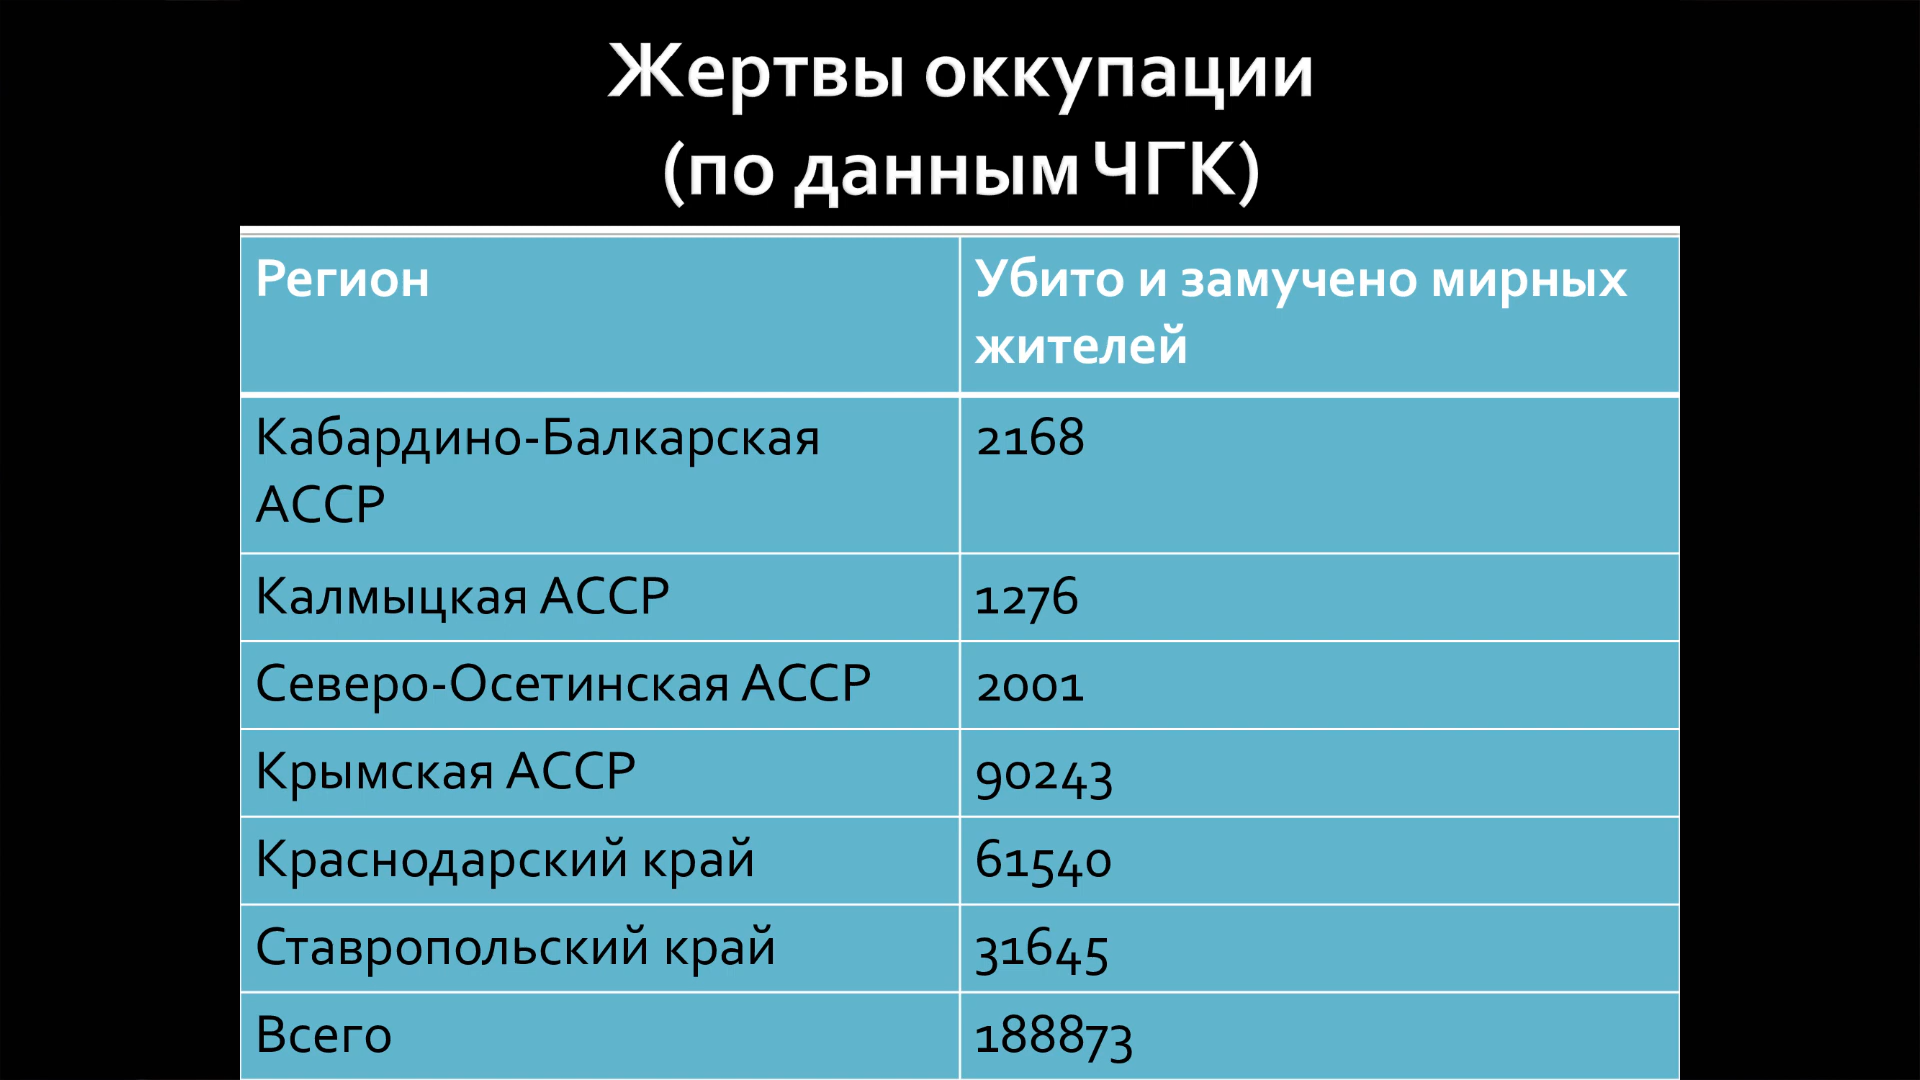 Жертвы оккупации
(по данным ЧГК)
Регион
Убито и замучено мирных
жителей
Кабардино-Балкарская
АССР
2168
Калмыцкая АССР
1276
Северо-Осетинская АССР
2001
Крымская АССР
90243
Краснодарский край
61540
Ставропольский край
31645
Всего
188873